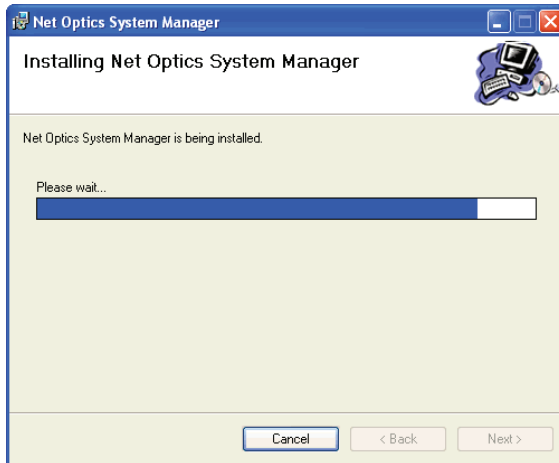 Net Optics System Manager
Installing Net Optics System Manager
Net Optics System Manager is being installed.
Please wait...
Cancel
< Back
Next >